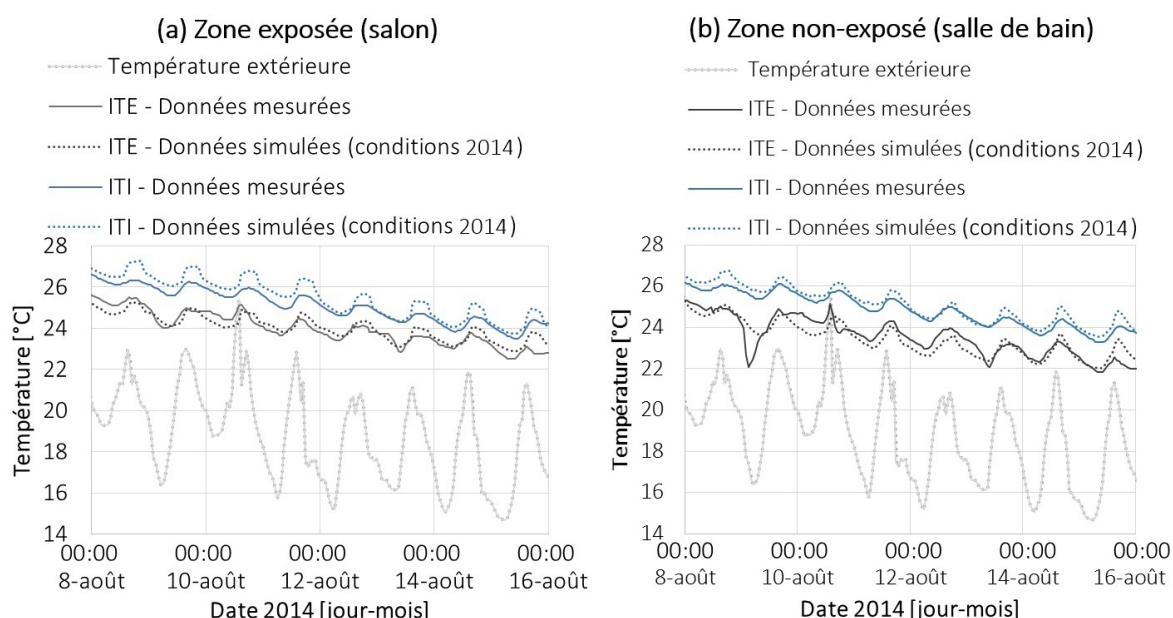 (a) Zone exposée (salon)
Température extérieure
ITE - Données mesurées
ITE - Données simulées (conditions 2014)
ITI - Données mesurées
ITI - Données simulées (conditions 2014)
28
26
24
22
20
18
16
14
Température [°C]
00:00 00:00 00:00 00:00 00:00
8-août 10-août 12-août 14-août 16-août
Date 2014 [jour-mois]
(b) Zone non-exposé (salle de bain)
Température extérieure
ITE - Données mesurées
ITE - Données simulées (conditions 2014)
ITI - Données mesurées
ITI - Données simulées (conditions 2014)
28
26
24
22
20
18
16
14
Température [°C]
00:00 00:00 00:00 00:00 00:00
8-août 10-août 12-août 14-août 16-août
Date 2014 [jour-mois]